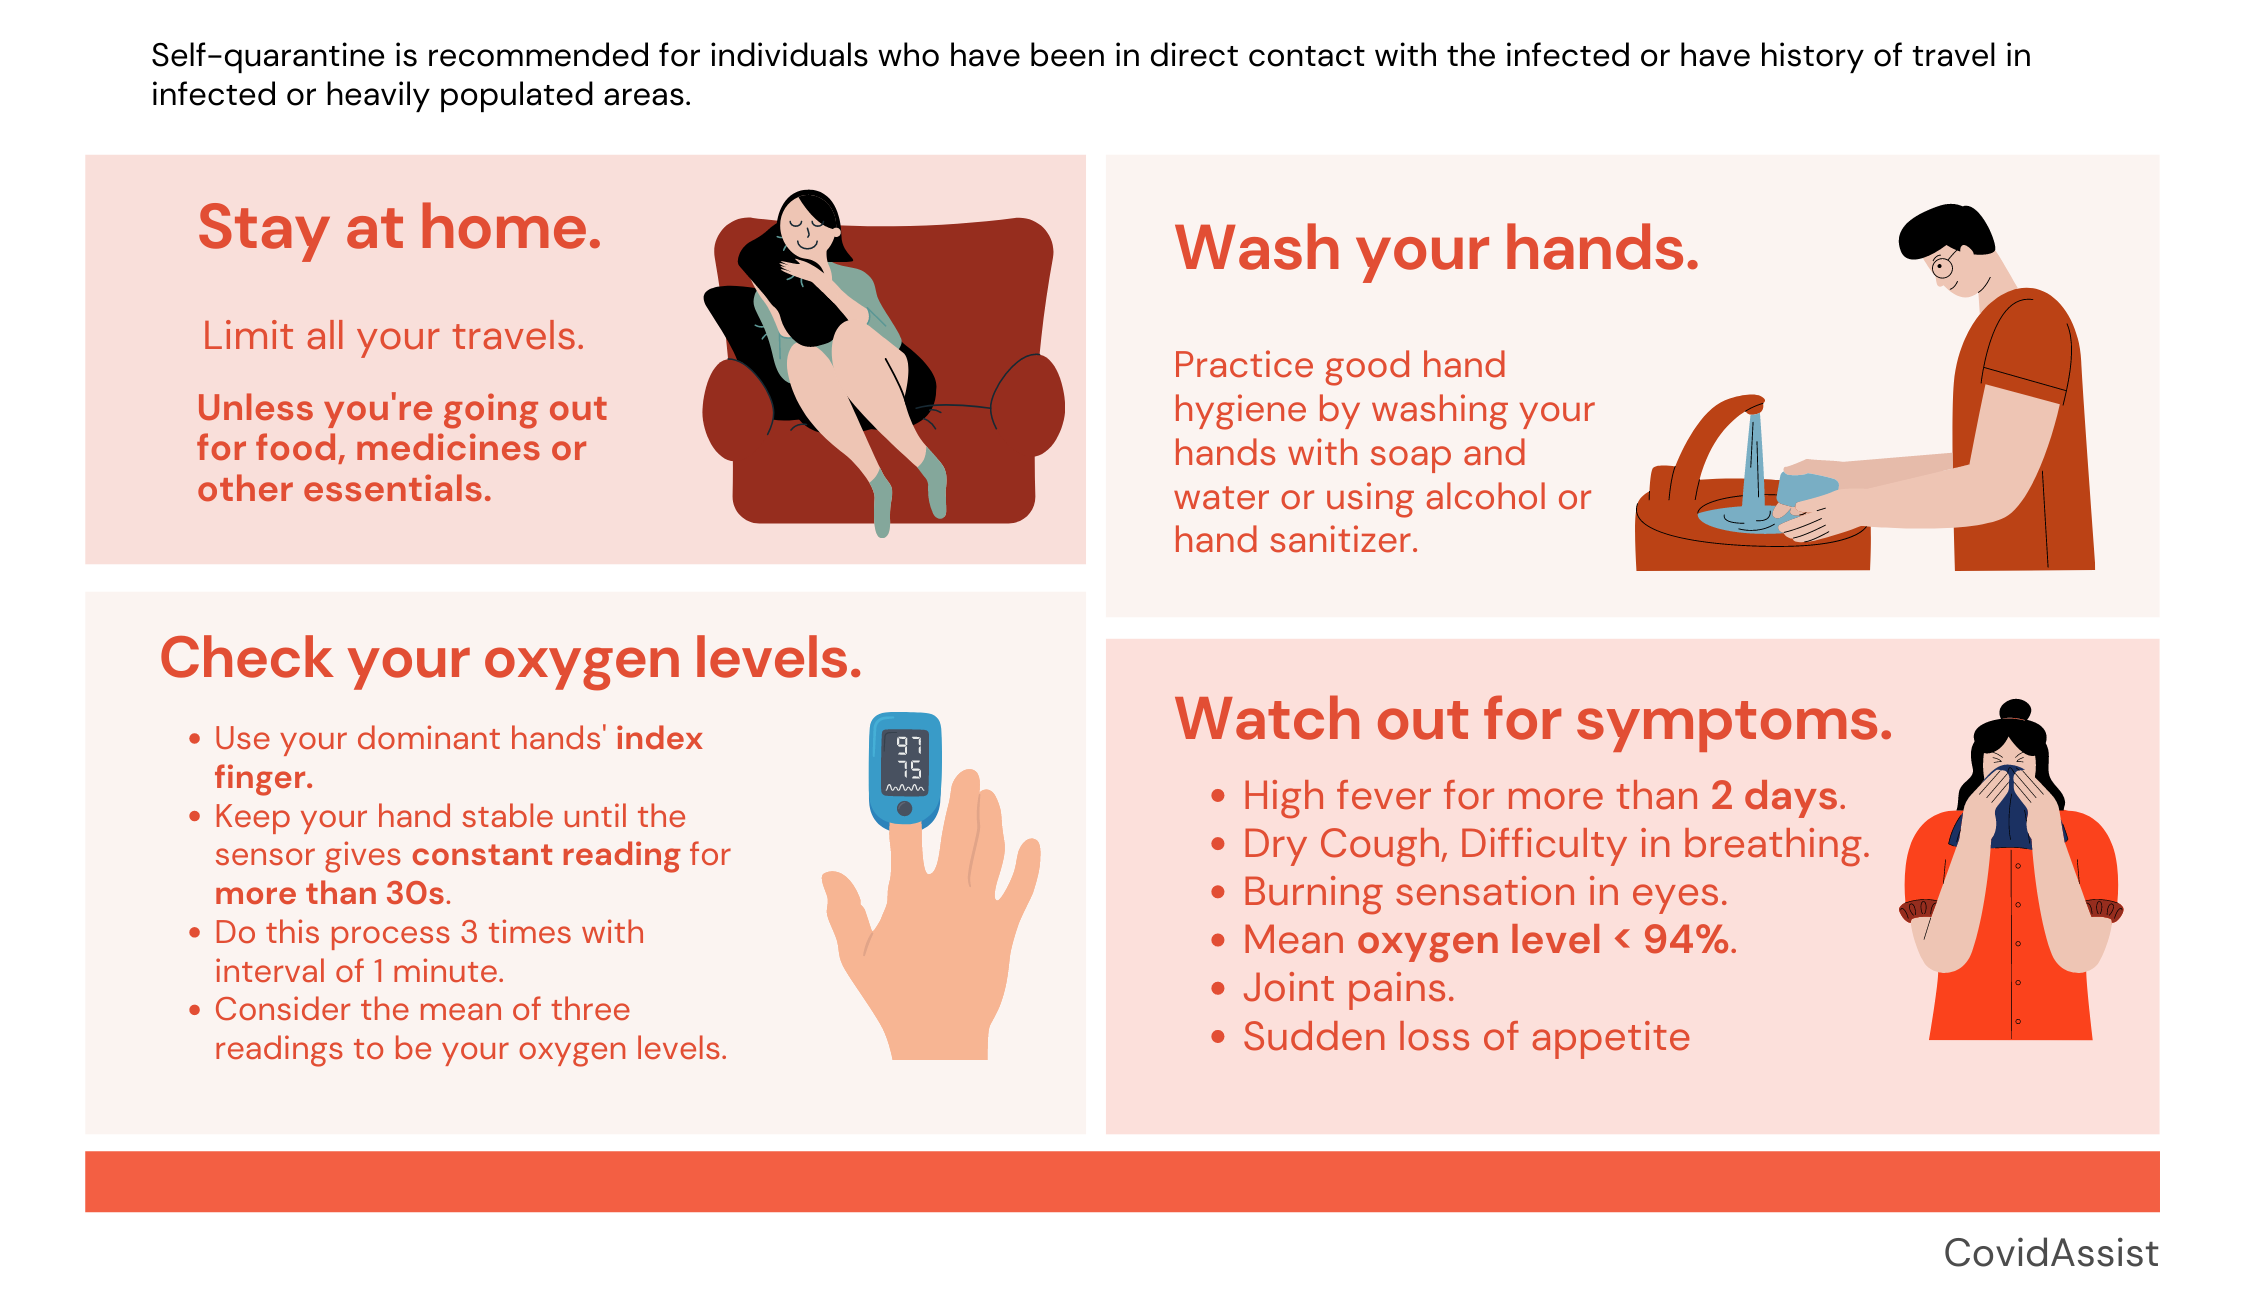 Self-quarantine is recommended for individuals who have been in direct contact with the infected or have history of travel in
infected or heavily populated areas.
Stay at home.
Limit all your travels.
Unless you're going out
for food, medicines or
other essentials.
Wash your hands.
Practice good hand
hygiene by washing your
hands with soap and
water or using alcohol or
hand sanitizer.
Check your oxygen levels.
• Use your dominant hands' index
finger.
• Keep your hand stable until the
sensor gives constant reading for
more than 30s.
• Do this process 3 times with
interval of 1 minute.
• Consider the mean of three
readings to be your oxygen levels.
97
75
Watch out for symptoms.
• High fever for more than 2 days.
• Dry Cough, Difficulty in breathing.
• Burning sensation in eyes.
• Mean oxygen level < 94%.
• Joint pains.
• Sudden loss of appetite
CovidAssist